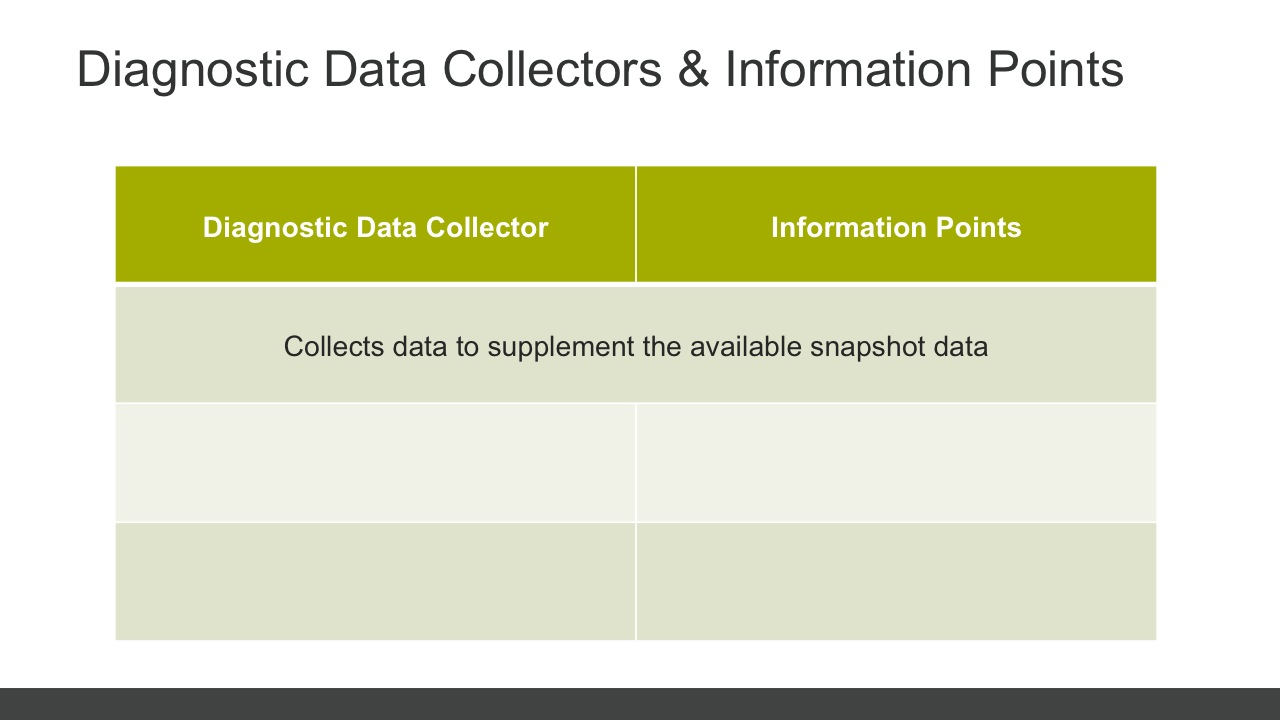 Diagnostic Data Collectors & Information Points
Diagnostic Data Collector
Information Points
Collects data to supplement the available snapshot data